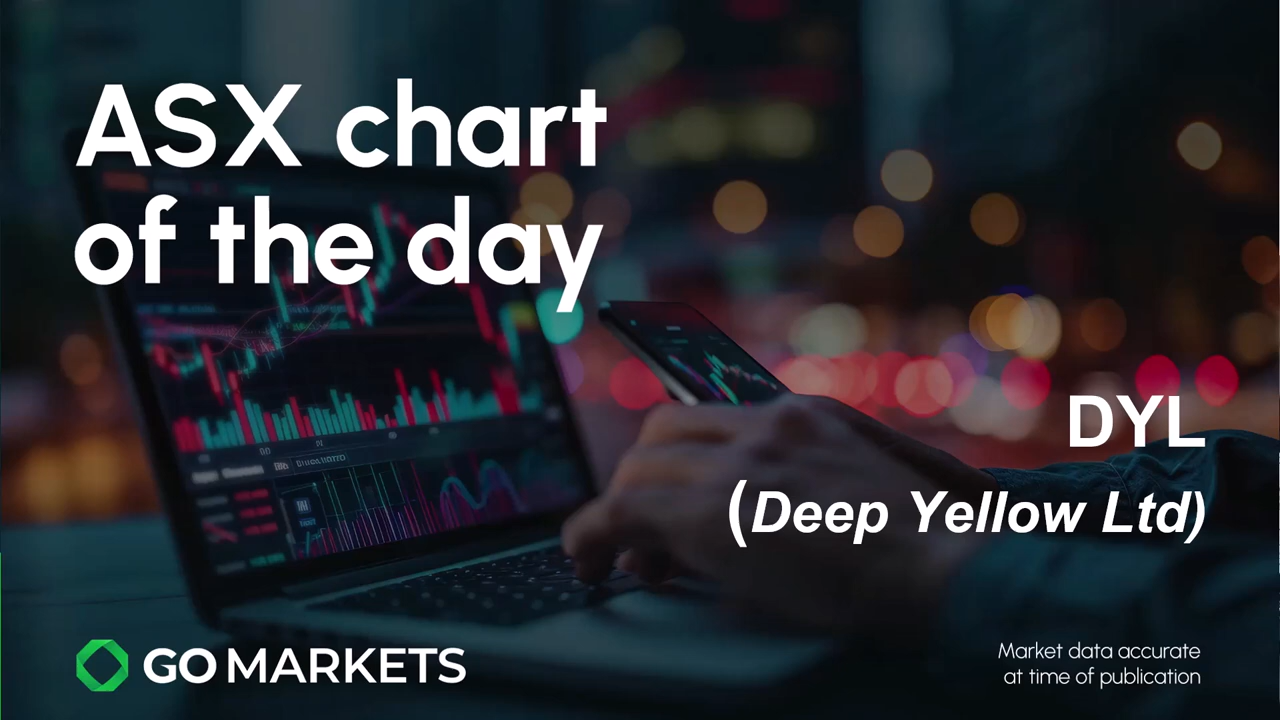 ASX chart
of the day
DYL
(Deep Yellow Ltd)
GO MARKETS
Market data accurate
at time of publication